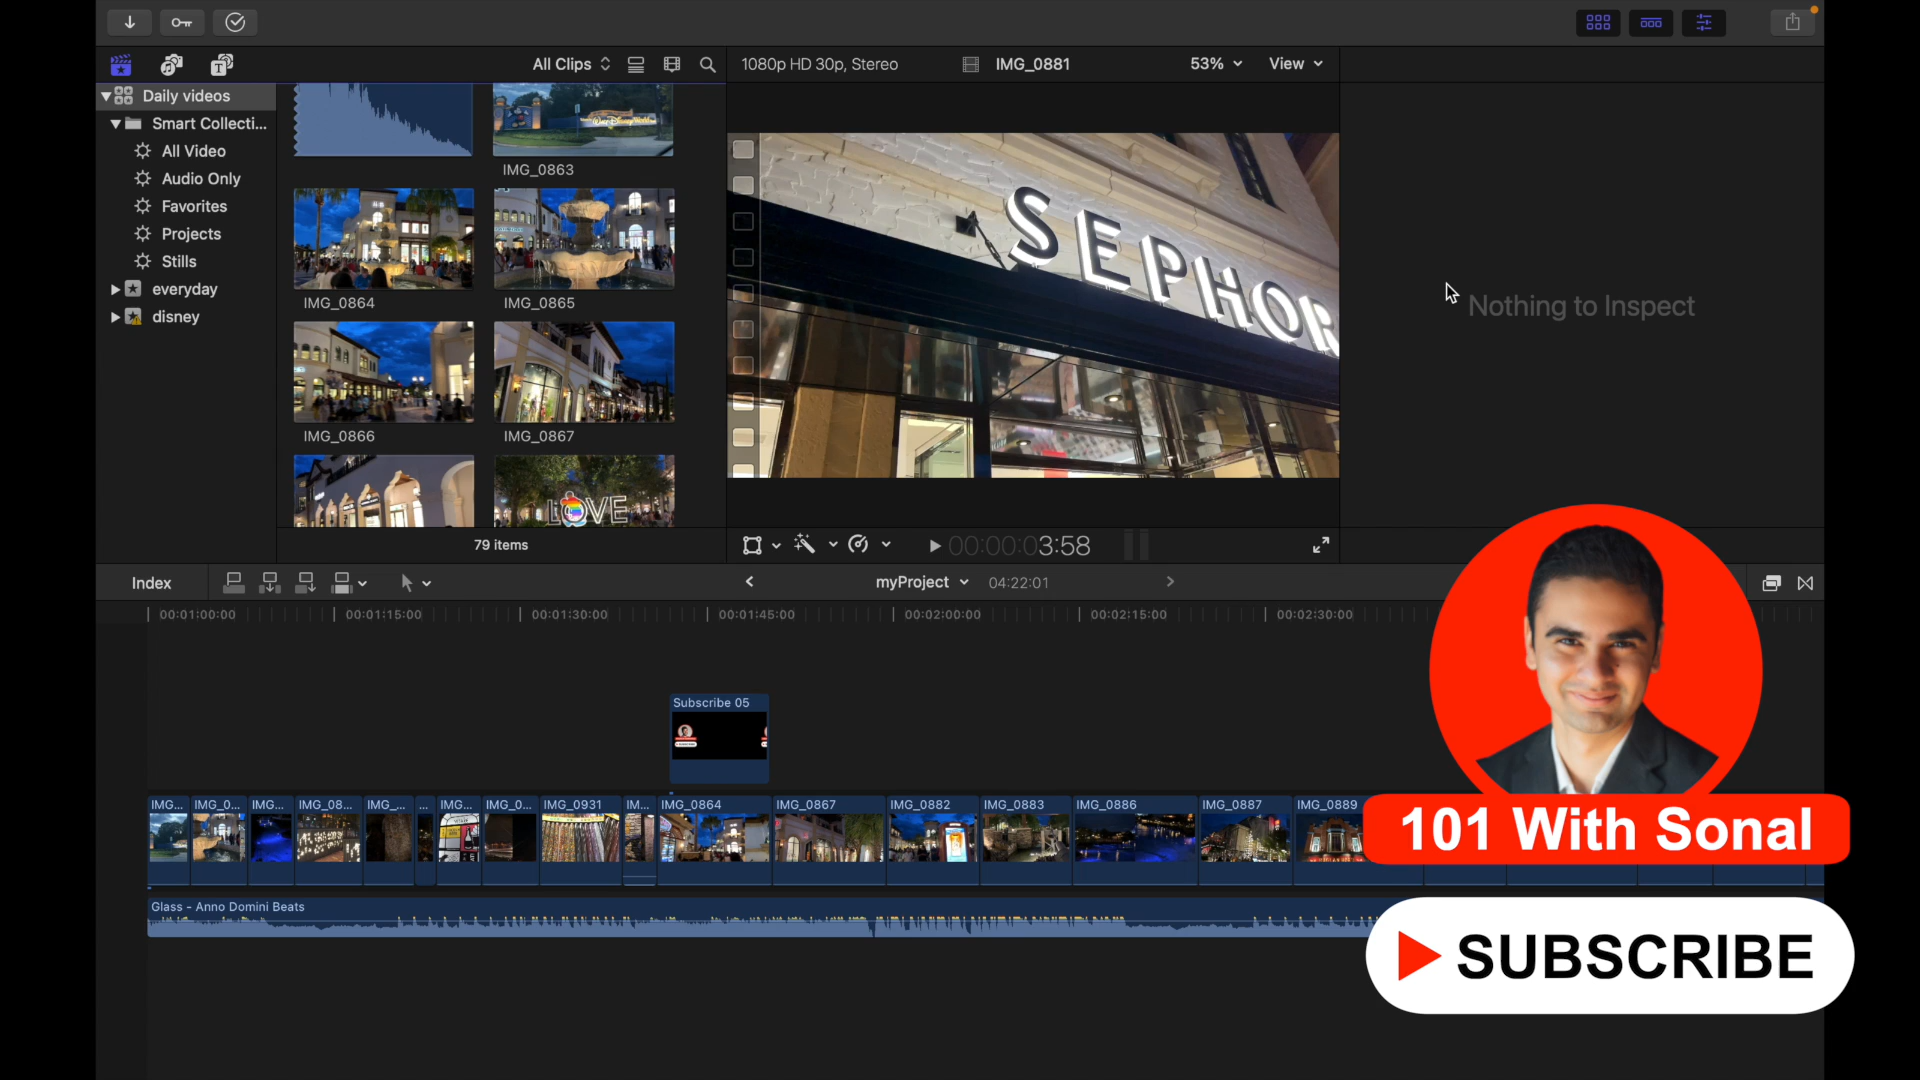 All Clips
1080p HD 30p, Stereo
IMG_0881
53%
View
Daily videos
Smart Collecti...
All Video
Audio Only
Favorites
Projects
Stills
everyday
disney
Walt Disney World
IMG_0863
IMG_0864
IMG_0865
IMG_0866
IMG_0867
LOVE
79 items
SEPHOR
Nothing to Inspect
00:00:03:58
Index
myProject
04:22:01
00:01:00:00
00:01:15:00
00:01:30:00
00:01:45:00
00:02:00:00
00:02:15:00
00:02:30:00
Subscribe 05
IMG...
IMG_0...
IMG...
IMG_08...
IMG_...
...
IMG...
IMG_0...
IMG_0931
IM...
IMG_0864
IMG_0867
IMG_0882
IMG_0883
IMG_0886
IMG_0887
IMG_0889
Glass - Anno Domini Beats
101 With Sonal
SUBSCRIBE